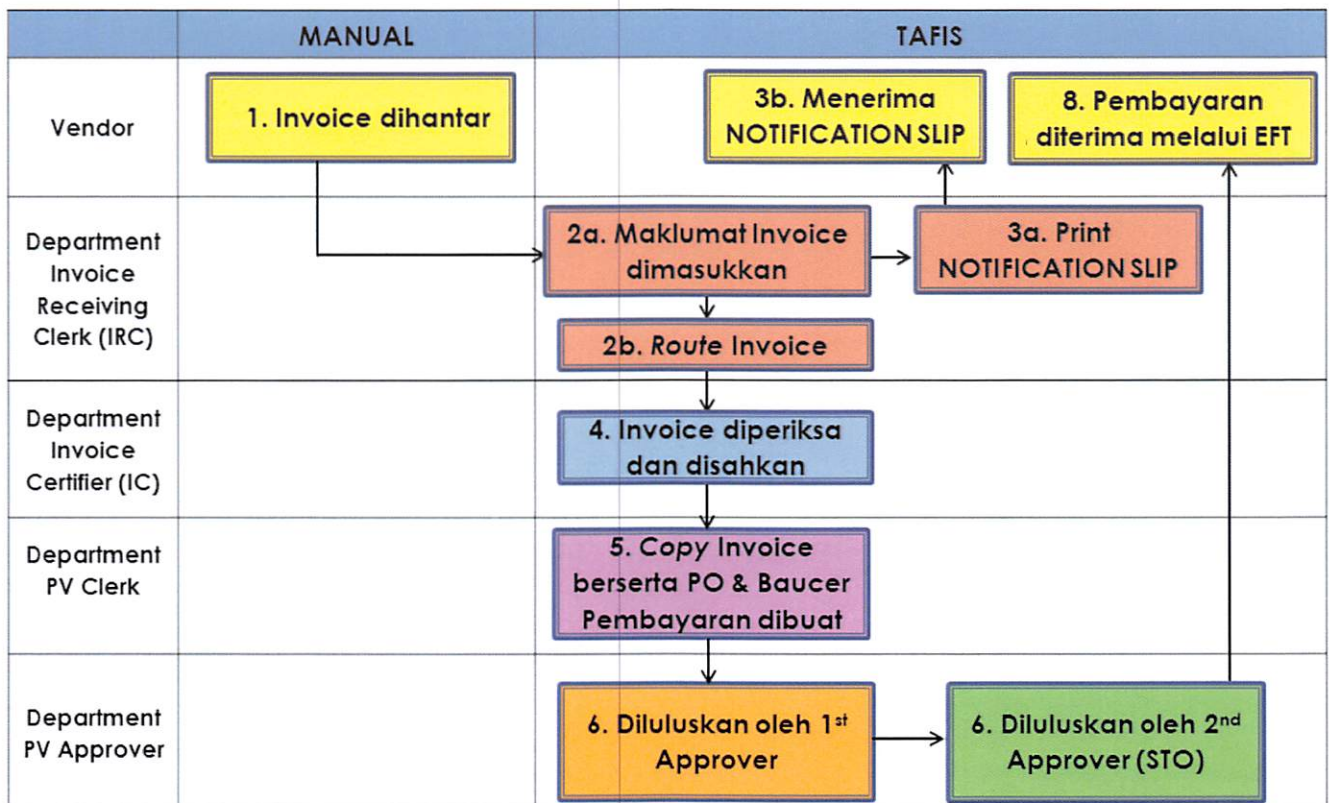 MANUAL
TAFIS
Vendor
1. Invoice dihantar
3b. Menerima
NOTIFICATION SLIP
8. Pembayaran
diterima melalui EFT
Department
Invoice
Receiving
Clerk (IRC)
2a. Maklumat Invoice
dimasukkan
3a. Print
NOTIFICATION SLIP
2b. Route Invoice
Department
Invoice
Certifier (IC)
4. Invoice diperiksa
dan disahkan
Department
PV Clerk
5. Copy Invoice
berserta PO & Baucer
Pembayaran dibuat
Department
PV Approver
6. Diluluskan oleh 1st
Approver
6. Diluluskan oleh 2nd
Approver (STO)